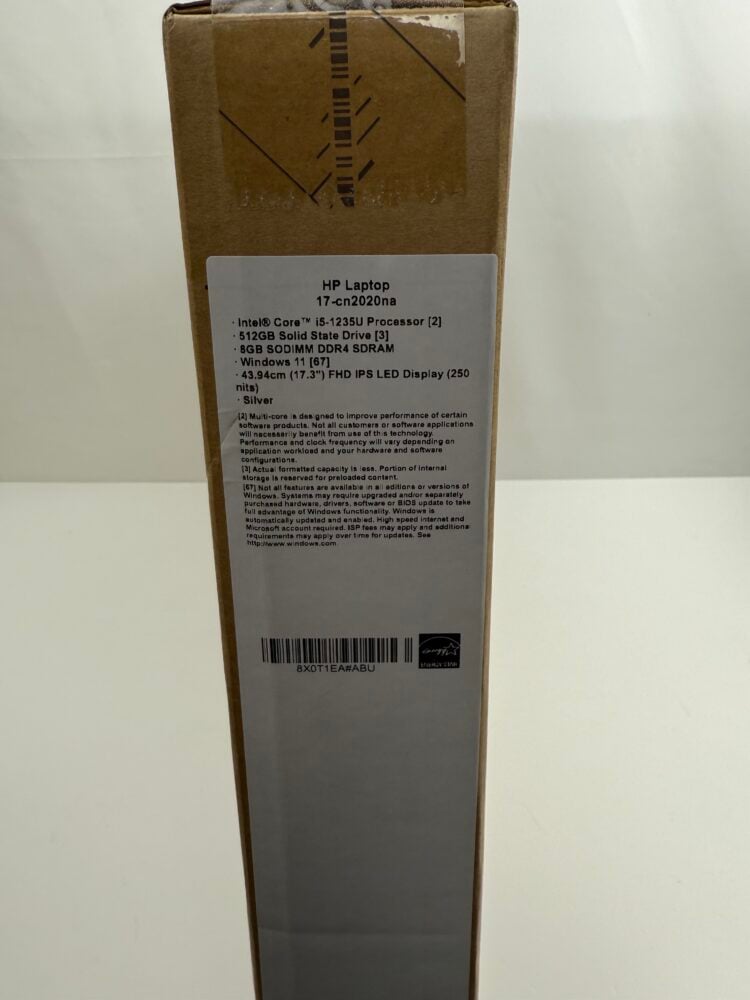 HP Laptop
17-cn2020na
· Intel® Core™ i5-1235U Processor [2]
· 512GB Solid State Drive [3]
· 8GB SODIMM DDR4 SDRAM
· Windows 11 [67]
· 43.94cm (17.3") FHD IPS LED Display (250
nits)
· Silver
[2] Multi-core is designed to improve performance of certain
software products. Not all customers or software applications
will necessarily benefit from use of this technology.
Performance and clock frequency will vary depending on
application workload and your hardware and software
configurations.
[3] Actual formatted capacity is less. Portion of internal
storage is reserved for preloaded content.
[67] Not all features are available in all editions or versions of
Windows. Systems may require upgraded and/or separately
purchased hardware, drivers, software or BIOS update to take
full advantage of Windows functionality. Windows is
automatically updated and enabled. High speed internet and
Microsoft account required. ISP fees may apply and additional
requirements may apply over time for updates. See
http://www.windows.com
8X0T1EA#ABU
energy
ENERGY STAR